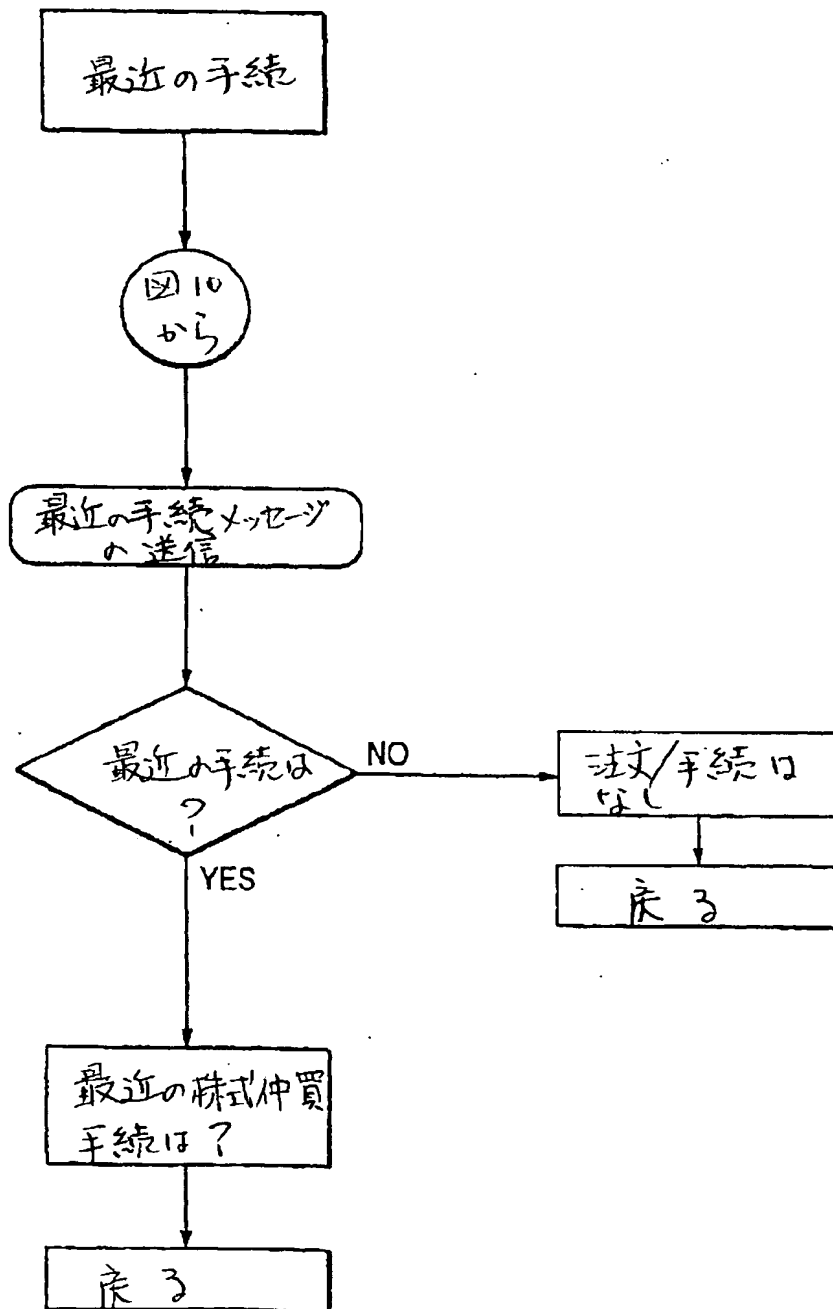 最近の手続
図10
から
最近の手続メッセージ
の送信
最近の手続は
?
NO
注文/手続は
なし
戻る
YES
最近の株式仲買
手続は?
戻る